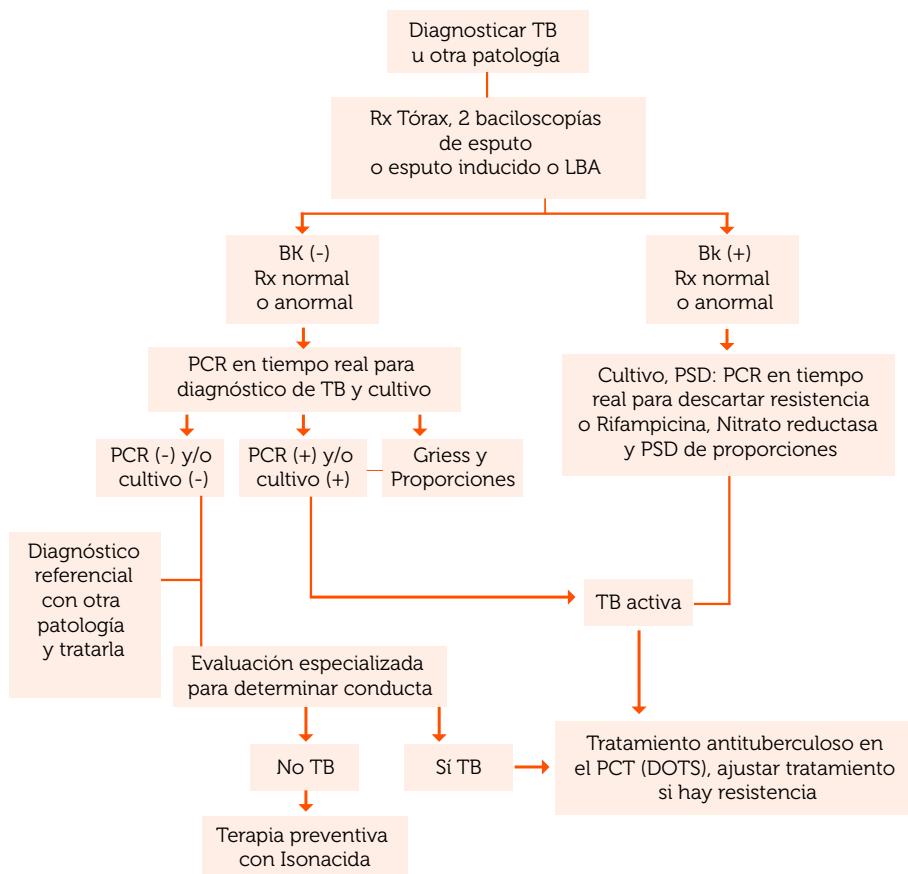 Diagnosticar TB
u otra patología
Rx Tórax, 2 baciloscopías
de esputo
o esputo inducido o LBA
BK (-)
Rx normal
o anormal
Bk (+)
Rx normal
o anormal
PCR en tiempo real para
diagnóstico de TB y cultivo
Cultivo, PSD: PCR en tiempo
real para descartar resistencia
o Rifampicina, Nitrato reductasa
y PSD de proporciones
PCR (-) y/o
cultivo (-)
PCR (+) y/o
cultivo (+)
Griess y
Proporciones
Diagnóstico
referencial
con otra
patología
y tratarla
TB activa
Evaluación especializada
para determinar conducta
No TB
Sí TB
Tratamiento antituberculoso en
el PCT (DOTS), ajustar tratamiento
si hay resistencia
Terapia preventiva
con Isonacida